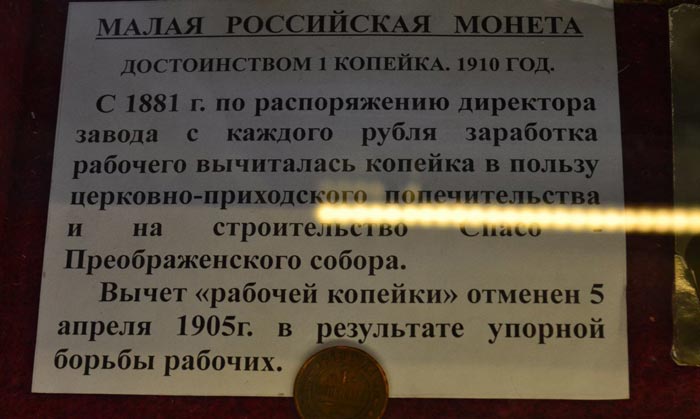 МАЛАЯ РОССИЙСКАЯ МОНЕТА
ДОСТОИНСТВОМ 1 КОПЕЙКА. 1910 ГОД.
С 1881 г. по распоряжению директора
завода с каждого рубля заработка
рабочего вычиталась копейка в пользу
церковно-приходского попечительства
и на строительство Спасо -
Преображенского собора.
Вычет «рабочей копейки» отменен 5
апреля 1905г. в результате упорной
борьбы рабочих.